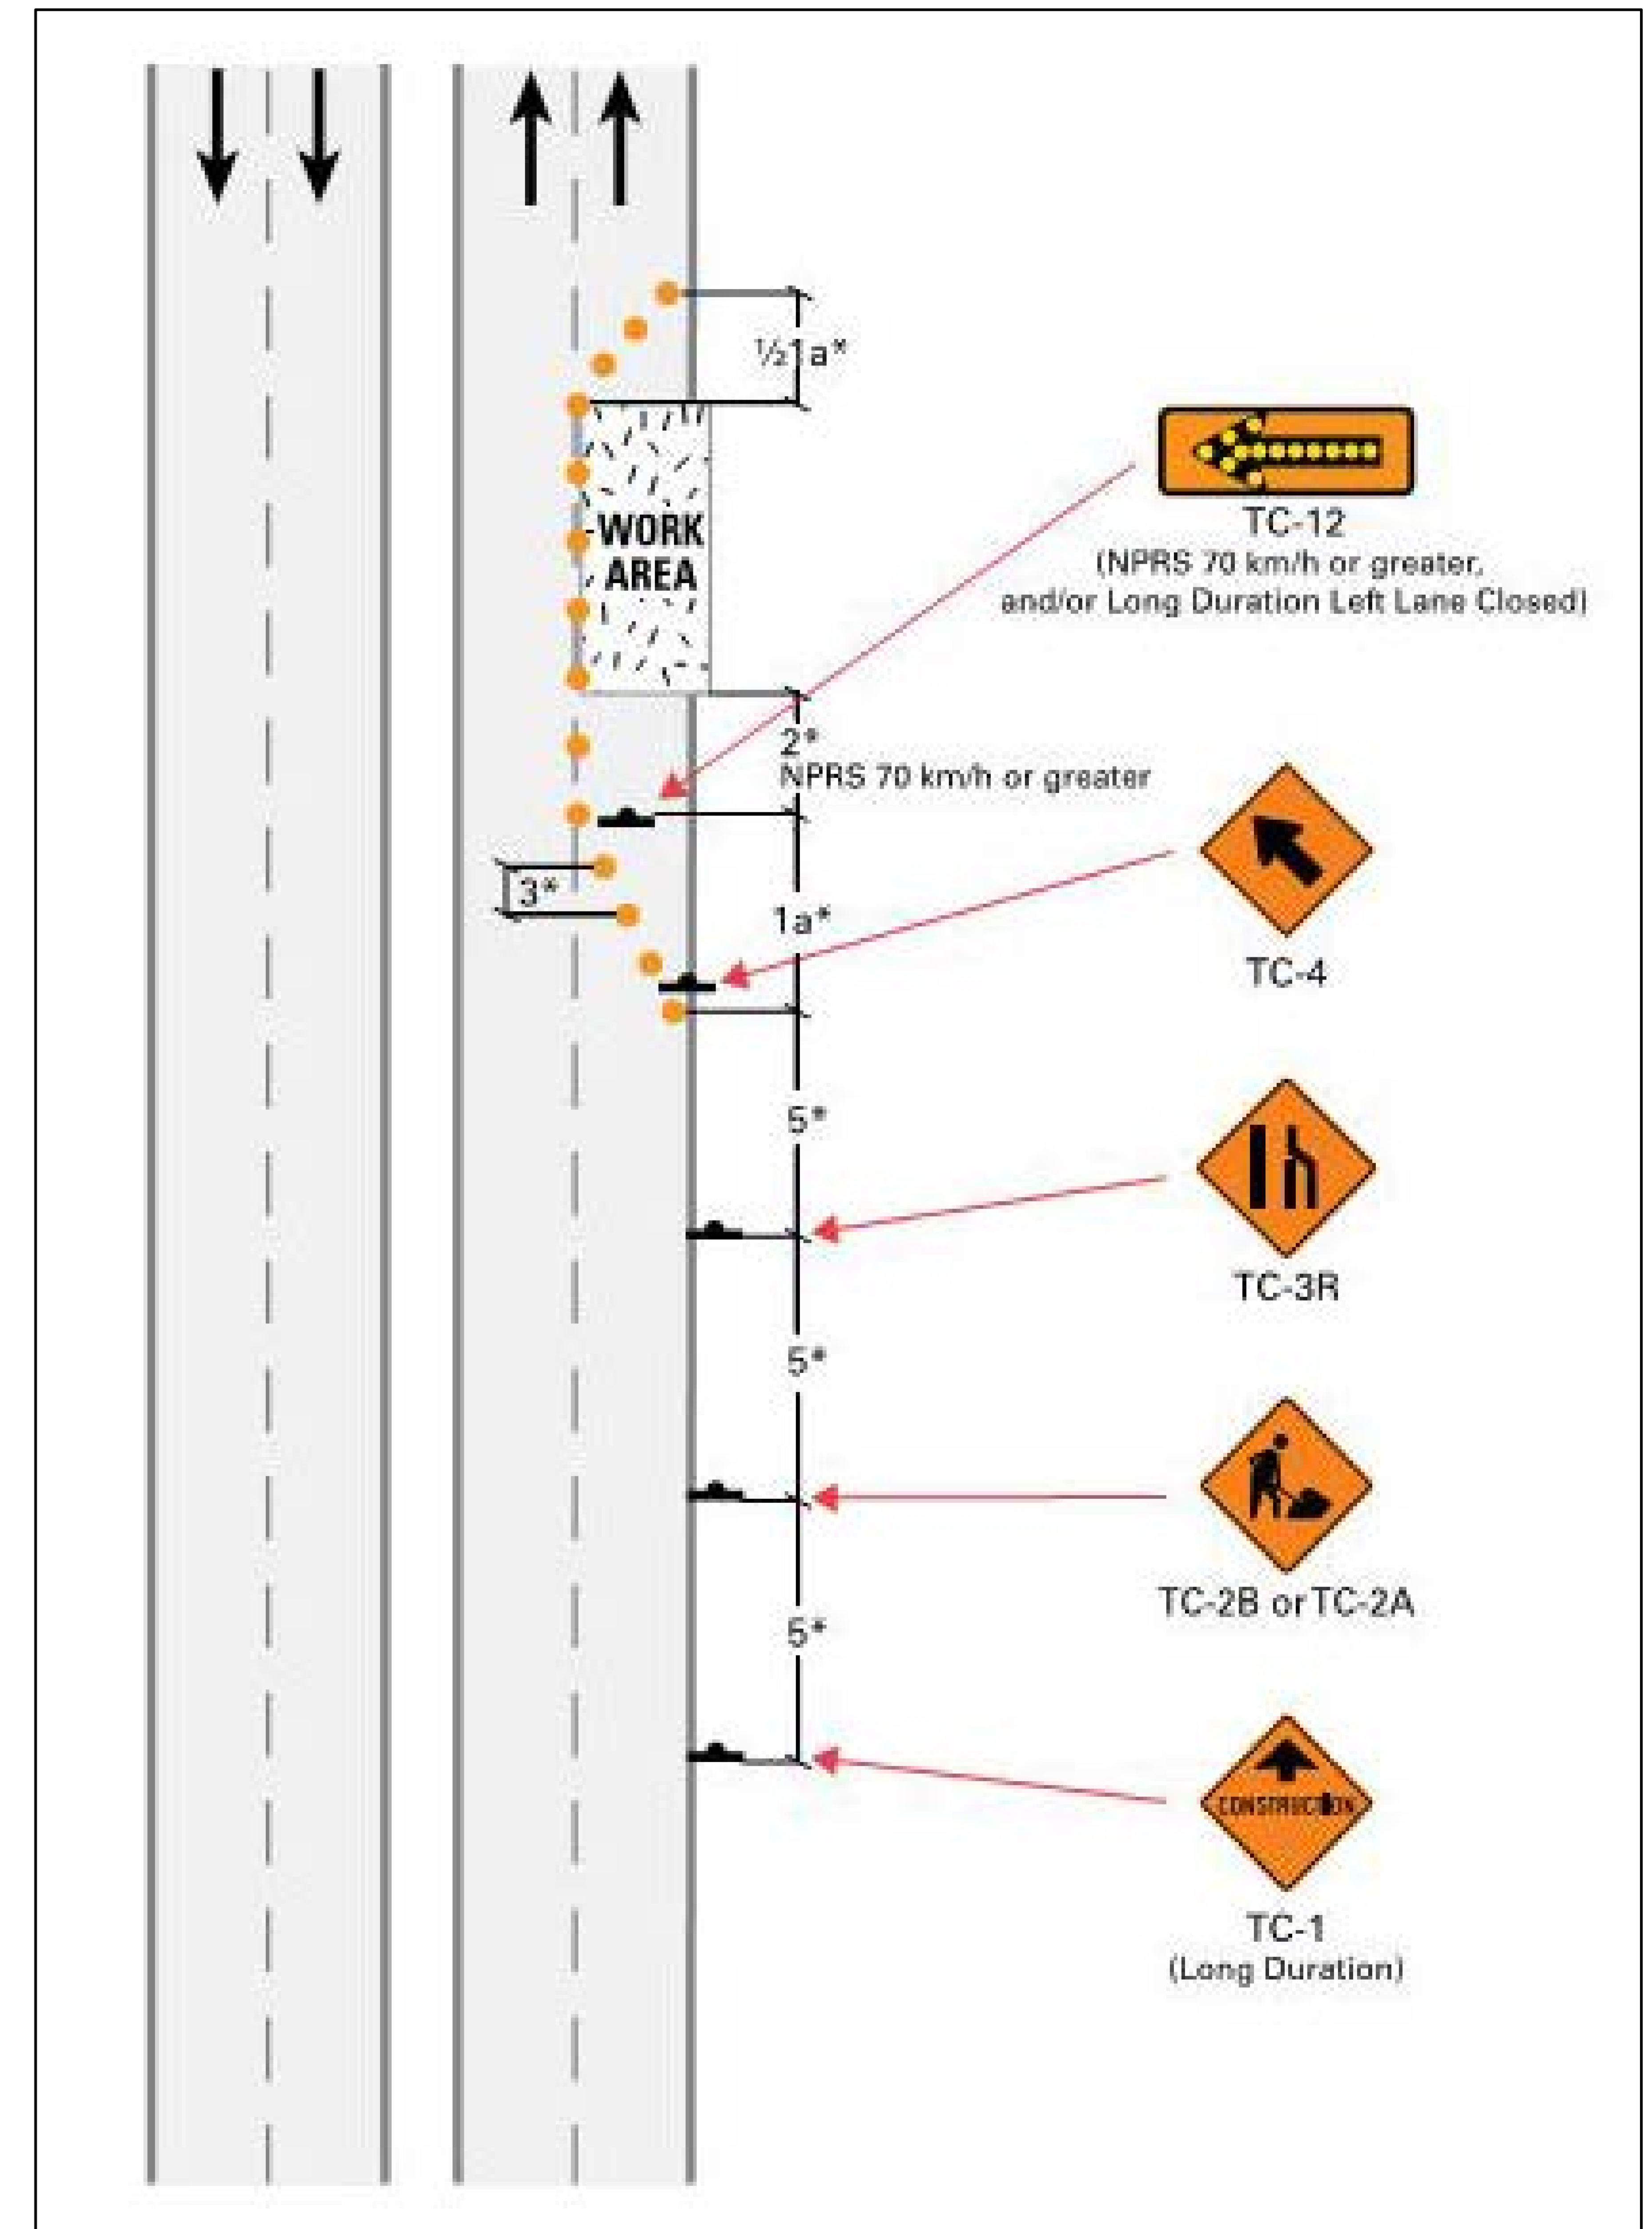 ½1a*
WORK
AREA
TC-12
(NPRS 70 km/h or greater,
and/or Long Duration Left Lane Closed)
2*
NPRS 70 km/h or greater
3*
1a*
TC-4
5*
TC-3R
5*
TC-2B or TC-2A
5*
CONSTRUCTION
TC-1
(Long Duration)